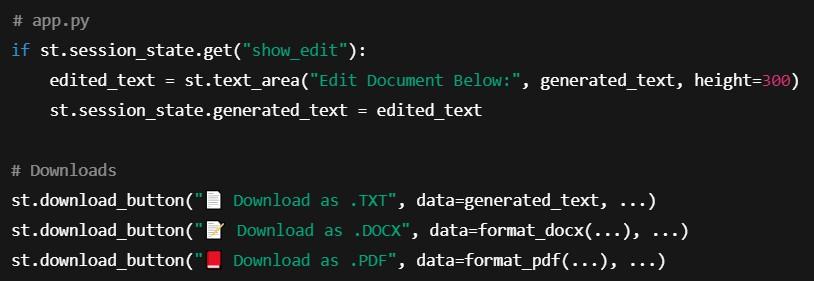 # app.py
if st.session_state.get("show_edit"):
    edited_text = st.text_area("Edit Document Below:", generated_text, height=300)
    st.session_state.generated_text = edited_text

# Downloads
st.download_button("📄 Download as .TXT", data=generated_text, ...)
st.download_button("📝 Download as .DOCX", data=format_docx(...), ...)
st.download_button("📕 Download as .PDF", data=format_pdf(...), ...)